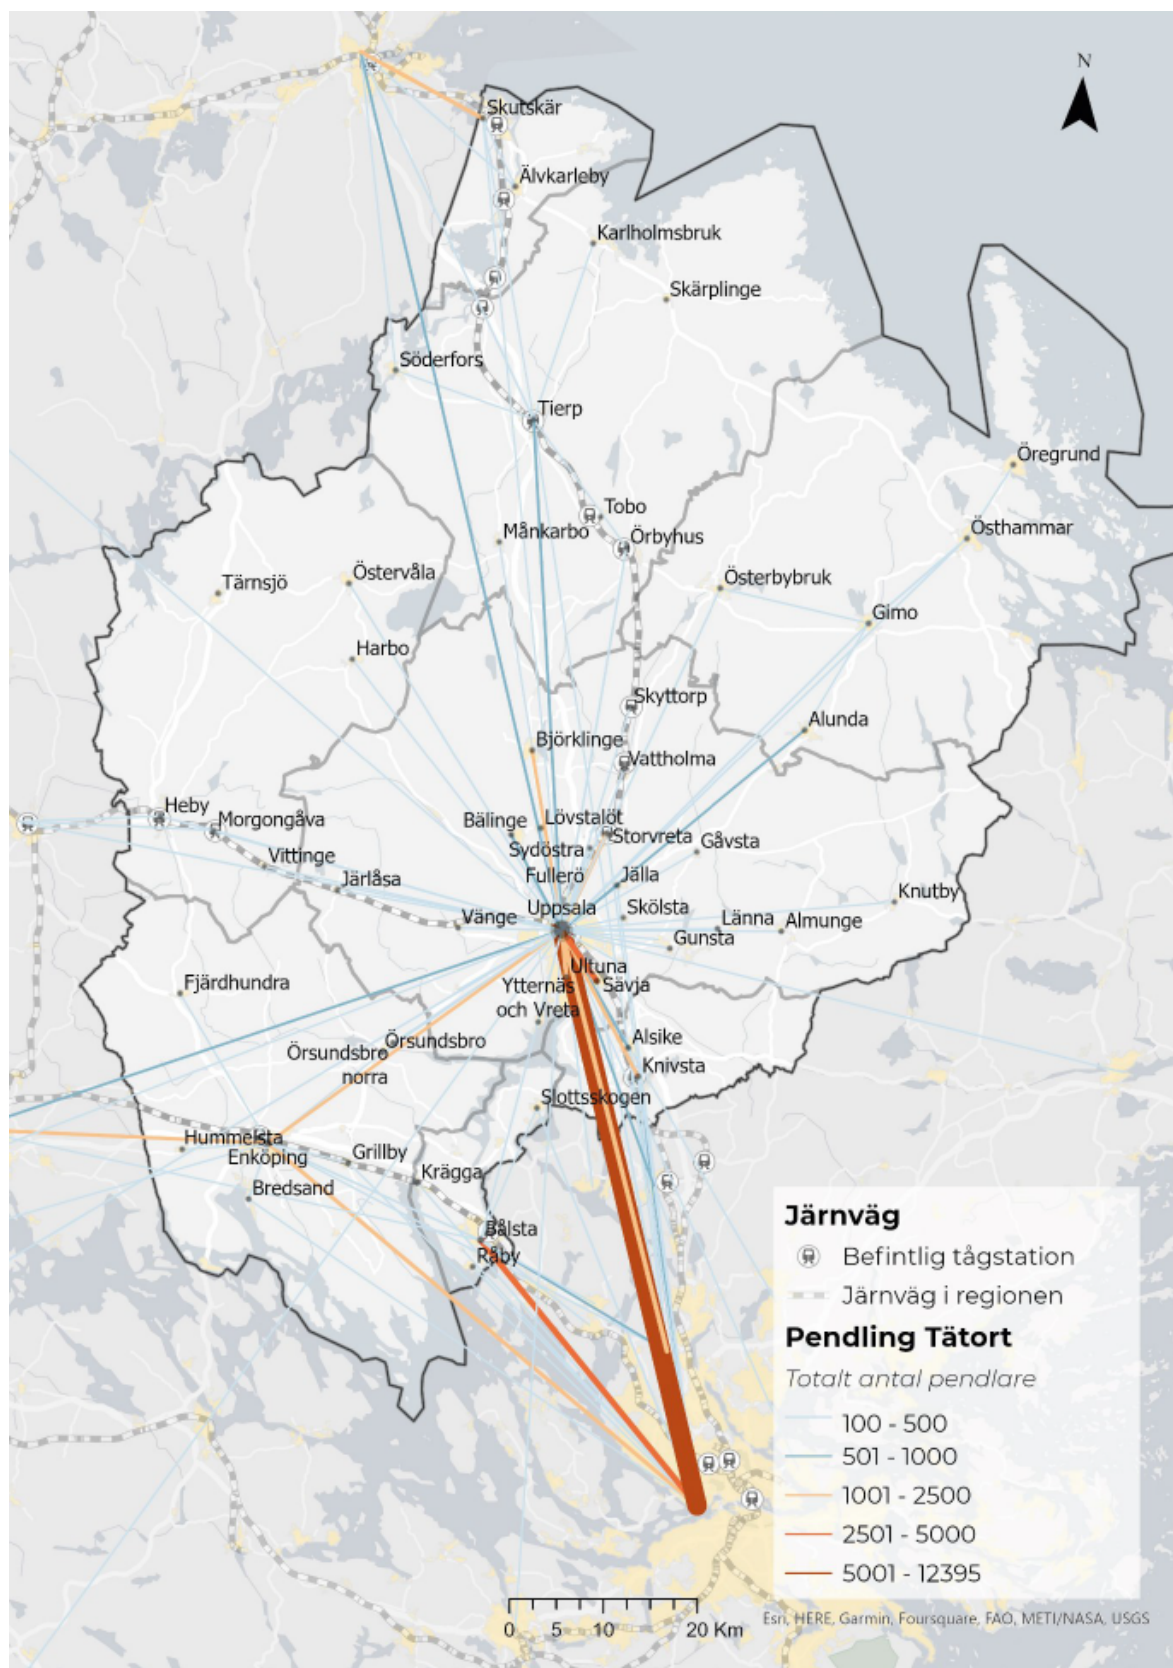 N
Skutskär
Älvkarleby
Karlholmsbruk
Skärplinge
Söderfors
Tierp
Öregrund
Tobo
Månkarbo
Örbyhus
Östhammar
Tärnsjö
Östervåla
Österbybruk
Gimo
Harbo
Skyttorp
Alunda
Björklinge
Vattholma
Heby
Morgongåva
Bälinge
Lövstalöt
Storvreta
Sydöstra
Fullerö
Gåvsta
Vittinge
Järlåsa
Jälla
Knutby
Uppsala
Skölsta
Vänge
Länna
Almunge
Gunsta
Ultuna
Fjärdhundra
Ytternäs
och Vreta
Sävja
Örsundsbro
Örsundsbro
norra
Alsike
Knivsta
Slottsskogen
Hummelsta
Enköping
Grillby
Krägga
Bredsand
Bålsta
Råby
Järnväg
Befintlig tågstation
Järnväg i regionen
Pendling Tätort
Totalt antal pendlare
100 - 500
501 - 1000
1001 - 2500
2501 - 5000
5001 - 12395
0 5 10 20 Km
Esri, HERE, Garmin, Foursquare, FAO, METI/NASA, USGS